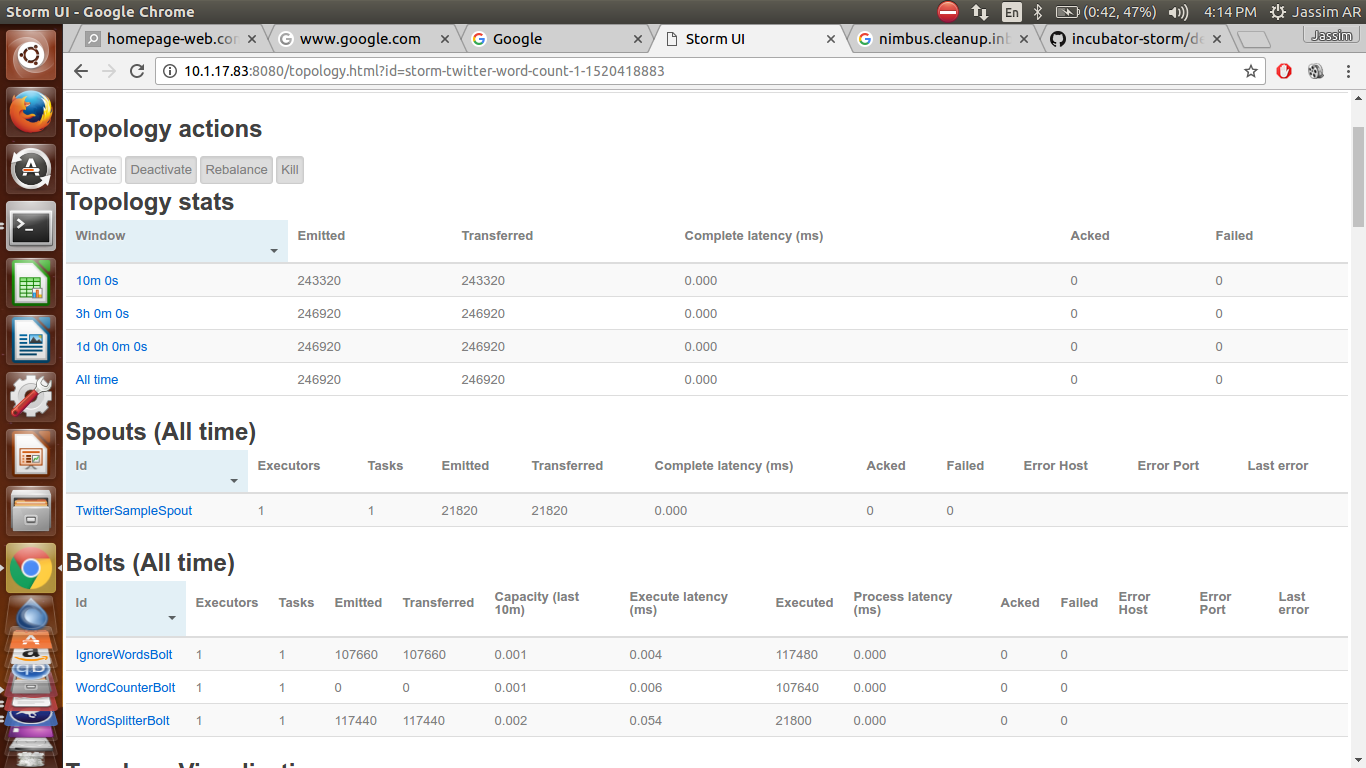 Storm UI - Google Chrome
En
(0:42, 47%)
4:14 PM
Jassim AR
homepage-web.con
www.google.com
Google
Storm UI
nimbus.cleanup.in
incubator-storm/de
Jassim
10.1.17.83:8080/topology.html?id=storm-twitter-word-count-1-1520418883
Topology actions
Activate Deactivate Rebalance Kill
Topology stats
Window Emitted Transferred Complete latency (ms) Acked Failed
10m 0s 243320 243320 0.000 0 0
3h 0m 0s 246920 246920 0.000 0 0
1d 0h 0m 0s 246920 246920 0.000 0 0
All time 246920 246920 0.000 0 0
Spouts (All time)
Id Executors Tasks Emitted Transferred Complete latency (ms) Acked Failed Error Host Error Port Last error
TwitterSampleSpout 1 1 21820 21820 0.000 0 0
Bolts (All time)
Id Executors Tasks Emitted Transferred Capacity (last 10m) Execute latency (ms) Executed Process latency (ms) Acked Failed Error Host Error Port Last error
IgnoreWordsBolt 1 1 107660 107660 0.001 0.004 117480 0.000 0 0
WordCounterBolt 1 1 0 0 0.001 0.006 107640 0.000 0 0
WordSplitterBolt 1 1 117440 117440 0.002 0.054 21800 0.000 0 0